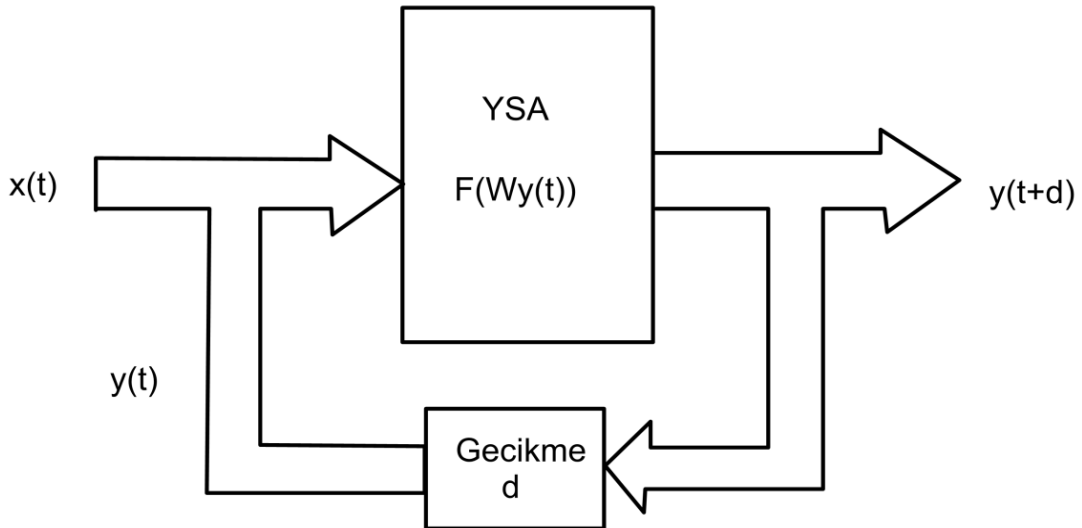 YSA
x(t)
F(Wy(t))
y(t+d)
y(t)
Gecikme
d